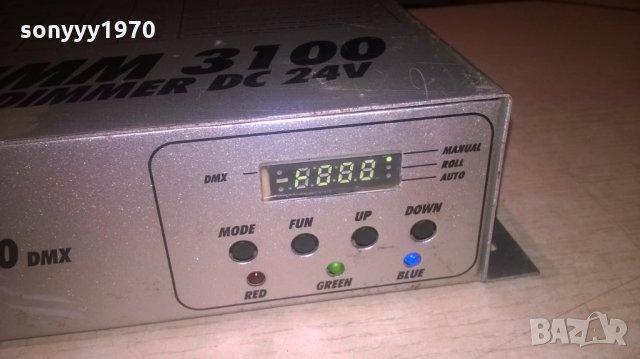 sonyyy1970
MM 3100
DIMMER DC 24V
MANUAL
DMX
ROLL
AUTO
MODE
FUN
UP
DOWN
0 DMX
RED
GREEN
BLUE
BAZAR
bg